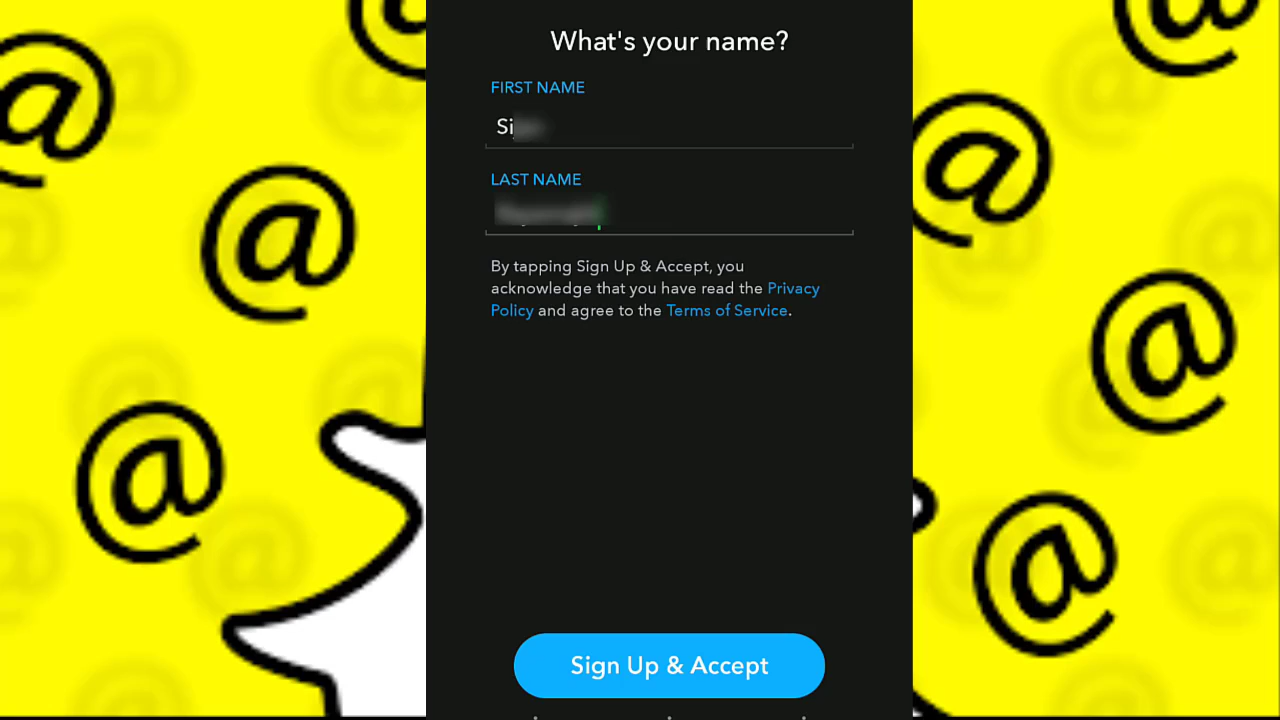 What's your name?
FIRST NAME
Si
LAST NAME
By tapping Sign Up & Accept, you
acknowledge that you have read the Privacy
Policy and agree to the Terms of Service.
Sign Up & Accept
@
@
@
@
@
@